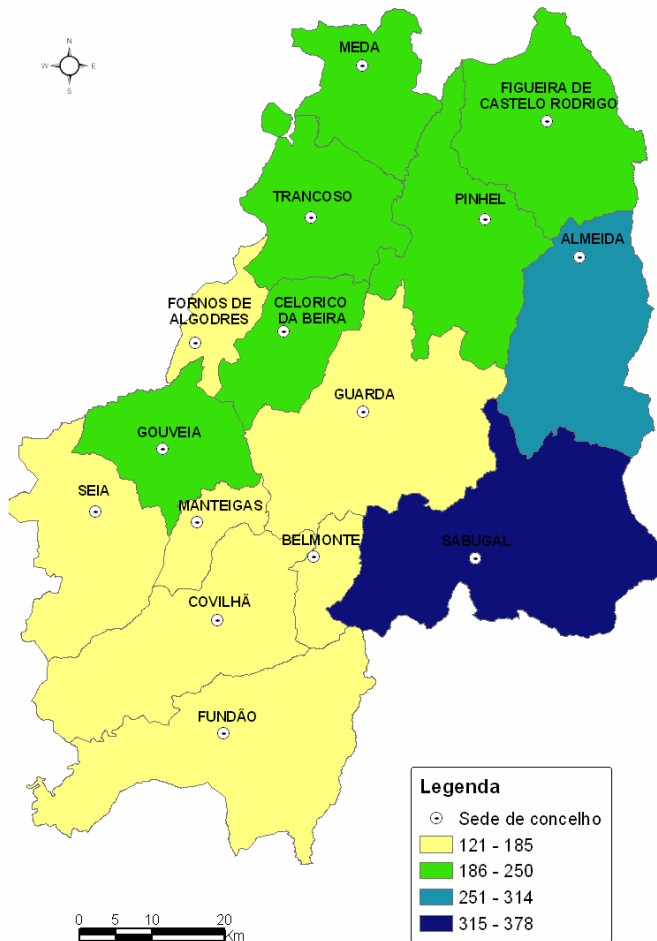 N
W E
S
MEDA
FIGUEIRA DE
CASTELO RODRIGO
TRANCOSO
PINHEL
ALMEIDA
FORNOS DE
ALGODRES
CELORICO
DA BEIRA
GUARDA
GOUVEIA
SEIA
MANTEIGAS
BELMONTE
SABUGAL
COVILHÃ
FUNDÃO
Legenda
Sede de concelho
121 - 185
186 - 250
251 - 314
315 - 378
0 5 10 20
Km